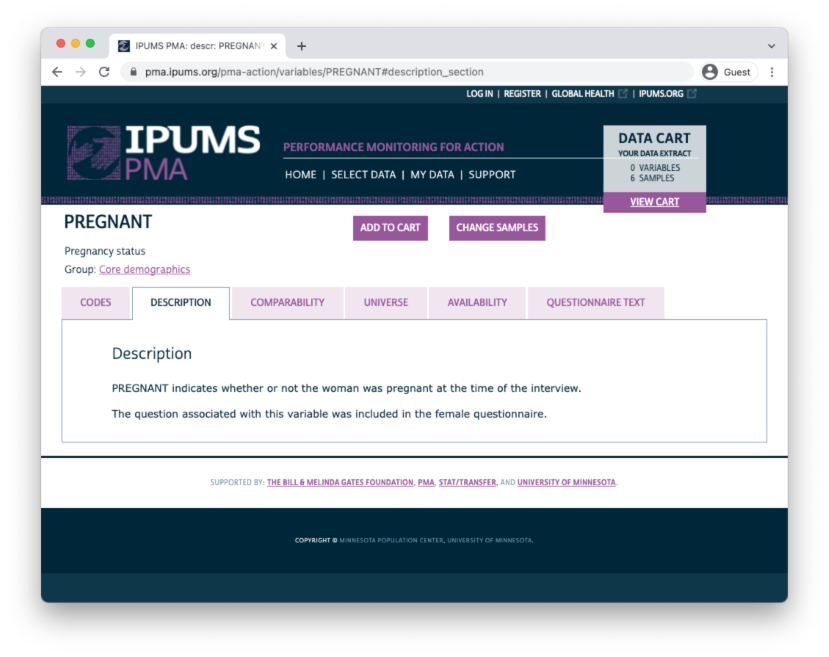 IPUMS PMA: descr: PREGNAN
pma.ipums.org/pma-action/variables/PREGNANT#description_section
Guest
LOG IN | REGISTER | GLOBAL HEALTH | IPUMS.ORG
IPUMS
PMA
PERFORMANCE MONITORING FOR ACTION
HOME | SELECT DATA | MY DATA | SUPPORT
DATA CART
YOUR DATA EXTRACT
0 VARIABLES
6 SAMPLES
VIEW CART
PREGNANT
ADD TO CART
CHANGE SAMPLES
Pregnancy status
Group: Core demographics
CODES
DESCRIPTION
COMPARABILITY
UNIVERSE
AVAILABILITY
QUESTIONNAIRE TEXT
Description
PREGNANT indicates whether or not the woman was pregnant at the time of the interview.
The question associated with this variable was included in the female questionnaire.
SUPPORTED BY: THE BILL & MELINDA GATES FOUNDATION, PMA, STAT/TRANSFER, AND UNIVERSITY OF MINNESOTA.
COPYRIGHT © MINNESOTA POPULATION CENTER, UNIVERSITY OF MINNESOTA.